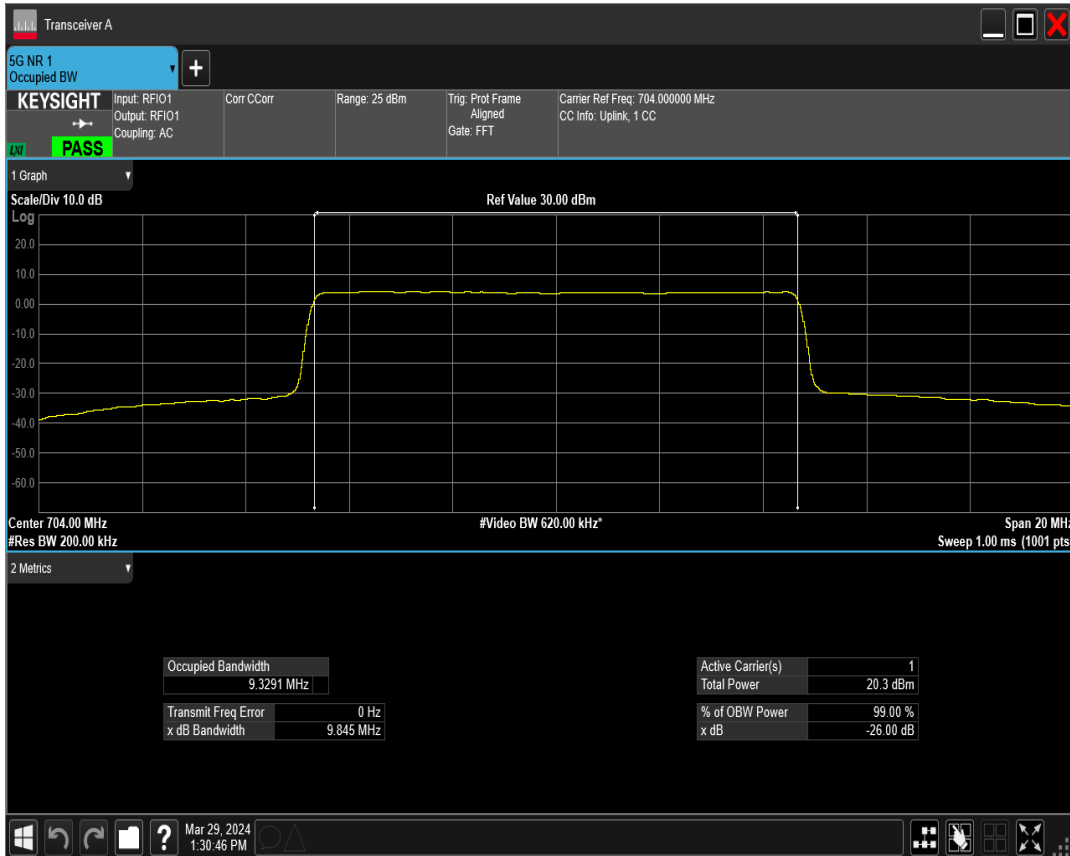 Transceiver A
5G NR 1
Occupied BW
KEYSIGHT
LXI
PASS
Input: RFIO1
Output: RFIO1
Coupling: AC
Corr CCorr
Range: 25 dBm
Trig: Prot Frame
Aligned
Gate: FFT
Carrier Ref Freq: 704.000000 MHz
CC Info: Uplink, 1 CC
1 Graph
Scale/Div 10.0 dB
Ref Value 30.00 dBm
Log
20.0
10.0
0.00
-10.0
-20.0
-30.0
-40.0
-50.0
-60.0
Center 704.00 MHz
#Video BW 620.00 kHz*
Span 20 MHz
#Res BW 200.00 kHz
Sweep 1.00 ms (1001 pts
2 Metrics
Occupied Bandwidth
9.3291 MHz
Transmit Freq Error 0 Hz
x dB Bandwidth 9.845 MHz
Active Carrier(s) 1
Total Power 20.3 dBm
% of OBW Power 99.00 %
x dB -26.00 dB
?
Mar 29, 2024
1:30:46 PM